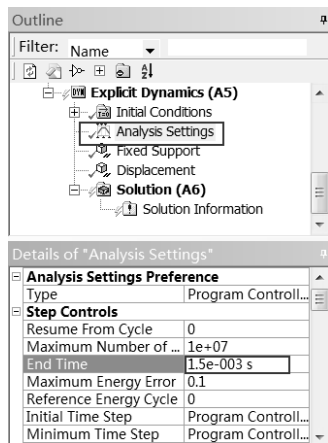 Outline
Filter: Name
Explicit Dynamics (A5)
Initial Conditions
Analysis Settings
Fixed Support
Displacement
Solution (A6)
Solution Information
Details of "Analysis Settings"
Analysis Settings Preference
Type Program Controll...
Step Controls
Resume From Cycle 0
Maximum Number of ... 1e+07
End Time 1.5e-003 s
Maximum Energy Error 0.1
Reference Energy Cycle 0
Initial Time Step Program Controll...
Minimum Time Step Program Controll...